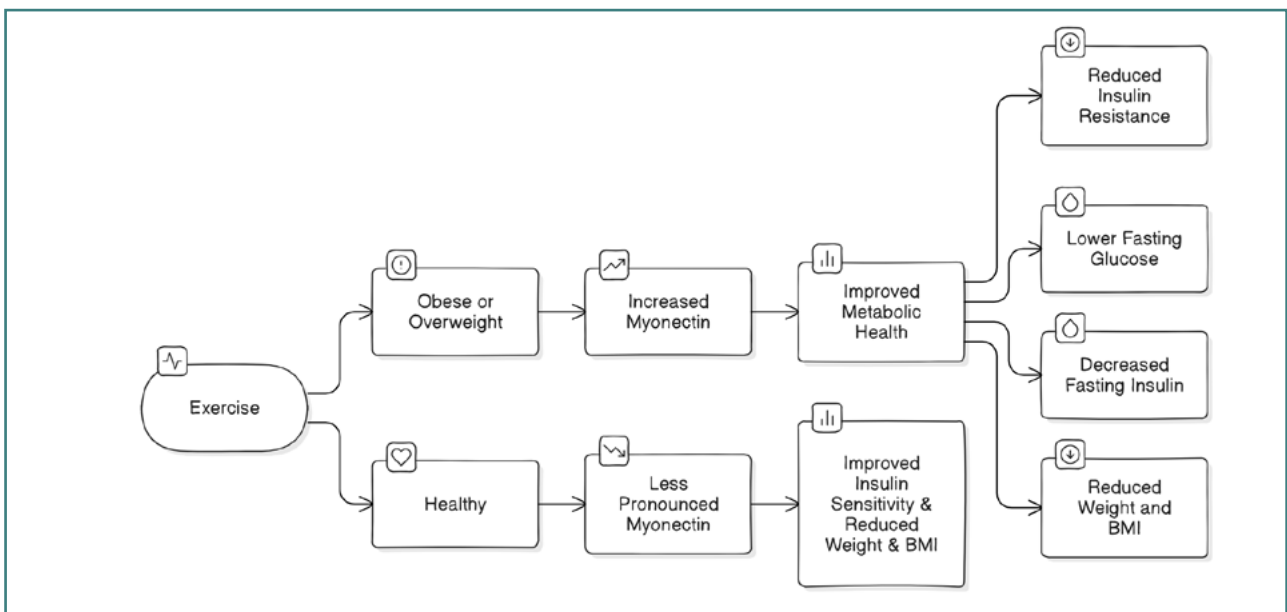 Exercise
Obese or
Overweight
Increased
Myonectin
Improved
Metabolic
Health
Reduced
Insulin
Resistance
Lower Fasting
Glucose
Decreased
Fasting Insulin
Reduced
Weight and
BMI
Healthy
Less
Pronounced
Myonectin
Improved
Insulin
Sensitivity &
Reduced
Weight & BMI